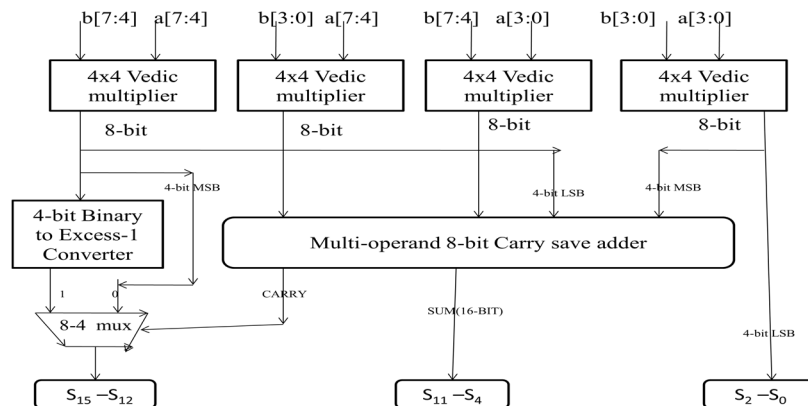 b[7:4] a[7:4] b[3:0] a[7:4] b[7:4] a[3:0] b[3:0] a[3:0]
4x4 Vedic
multiplier
4x4 Vedic
multiplier
4x4 Vedic
multiplier
4x4 Vedic
multiplier
8-bit 8-bit 8-bit 8-bit
4-bit MSB 4-bit LSB 4-bit MSB
4-bit Binary
to Excess-1
Converter
Multi-operand 8-bit Carry save adder
1 0 CARRY
SUM(16-BIT)
8-4 mux
4-bit LSB
S15 –S12 S11 –S4 S2 –S0